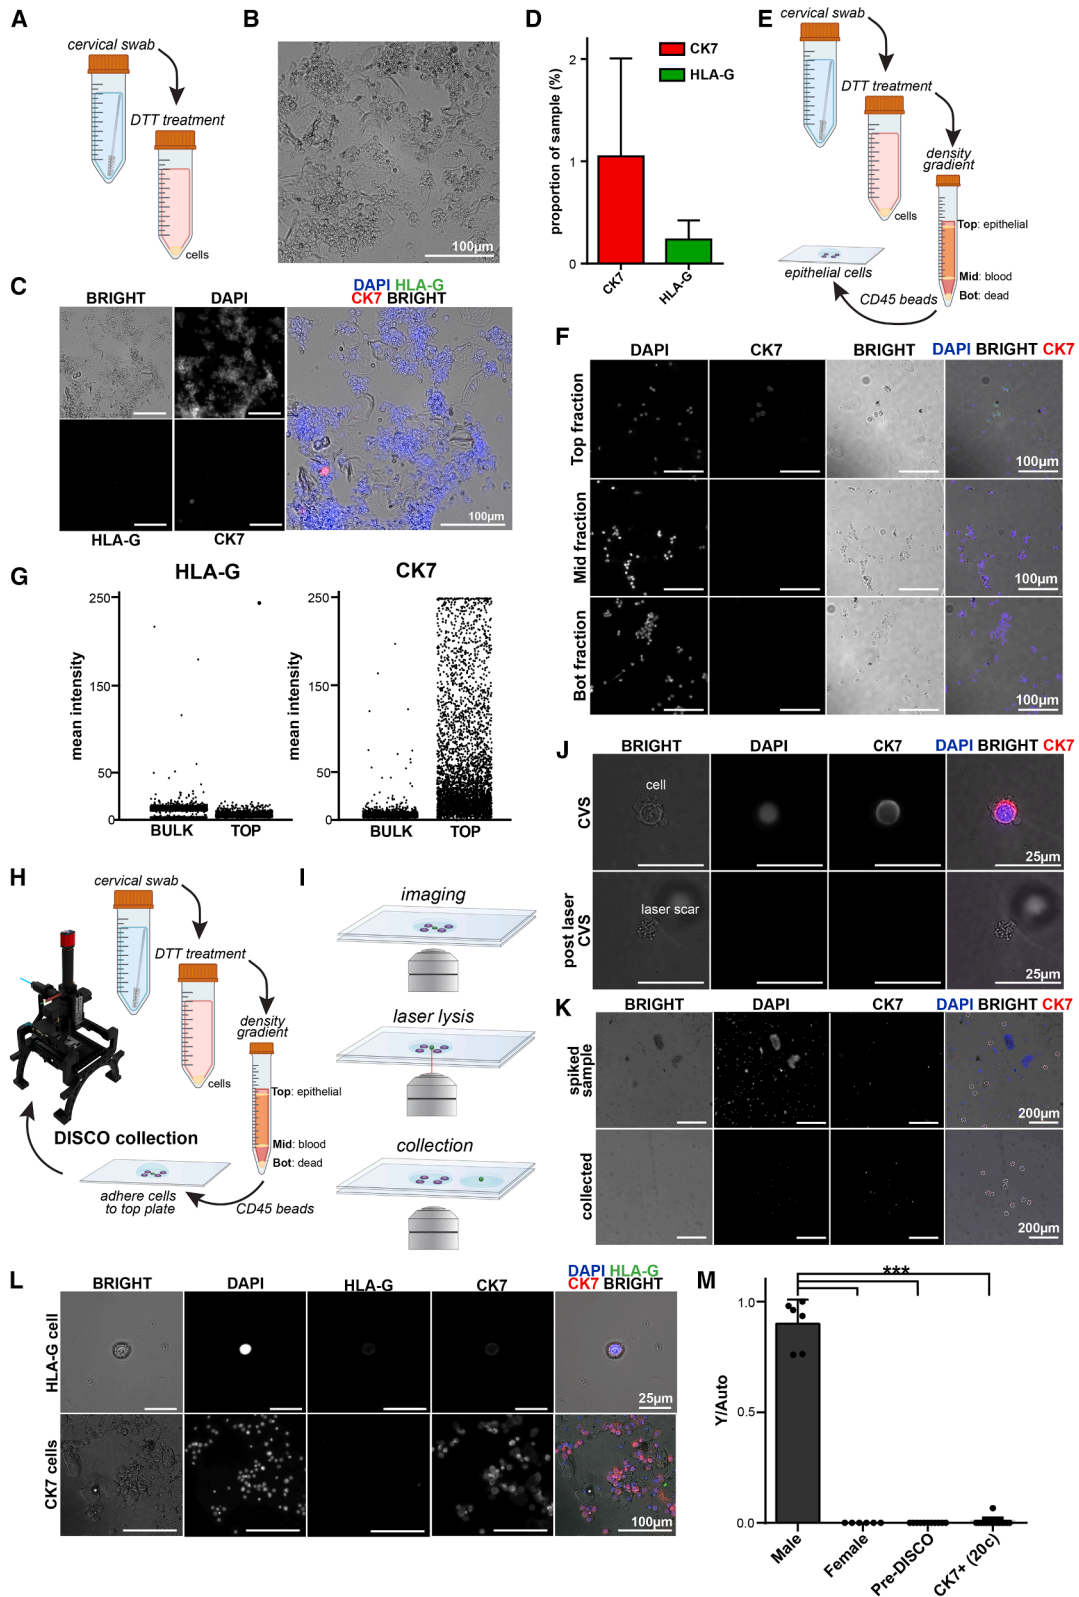 A
cervical swab
DTT treatment
cells
B
100µm
C
BRIGHT
DAPI
DAPI HLA-G
CK7 BRIGHT
100µm
HLA-G
CK7
D
proportion of sample (%)
2
1
0
CK7
HLA-G
CK7
HLA-G
E
cervical swab
DTT treatment
density
gradient
cells
Top: epithelial
Mid: blood
Bot: dead
epithelial cells
CD45 beads
F
DAPI
CK7
BRIGHT
DAPI BRIGHT CK7
Top fraction
100µm
Mid fraction
100µm
Bot fraction
100µm
G
HLA-G
mean intensity
250
150
50
0
BULK
TOP
CK7
mean intensity
250
150
50
0
BULK
TOP
H
cervical swab
DTT treatment
density
gradient
cells
Top: epithelial
Mid: blood
Bot: dead
DISCO collection
adhere cells
to top plate
CD45 beads
I
imaging
laser lysis
collection
J
BRIGHT
DAPI
CK7
DAPI BRIGHT CK7
CVS
cell
25µm
post laser
CVS
laser scar
25µm
K
BRIGHT
DAPI
CK7
DAPI BRIGHT CK7
spiked
sample
200µm
collected
200µm
L
BRIGHT
DAPI
HLA-G
CK7
DAPI HLA-G
CK7 BRIGHT
HLA-G cell
25µm
CK7 cells
100µm
M
***
Y/Auto
1.0
0.5
0.0
Male
Female
Pre-DISCO
CK7+ (20c)